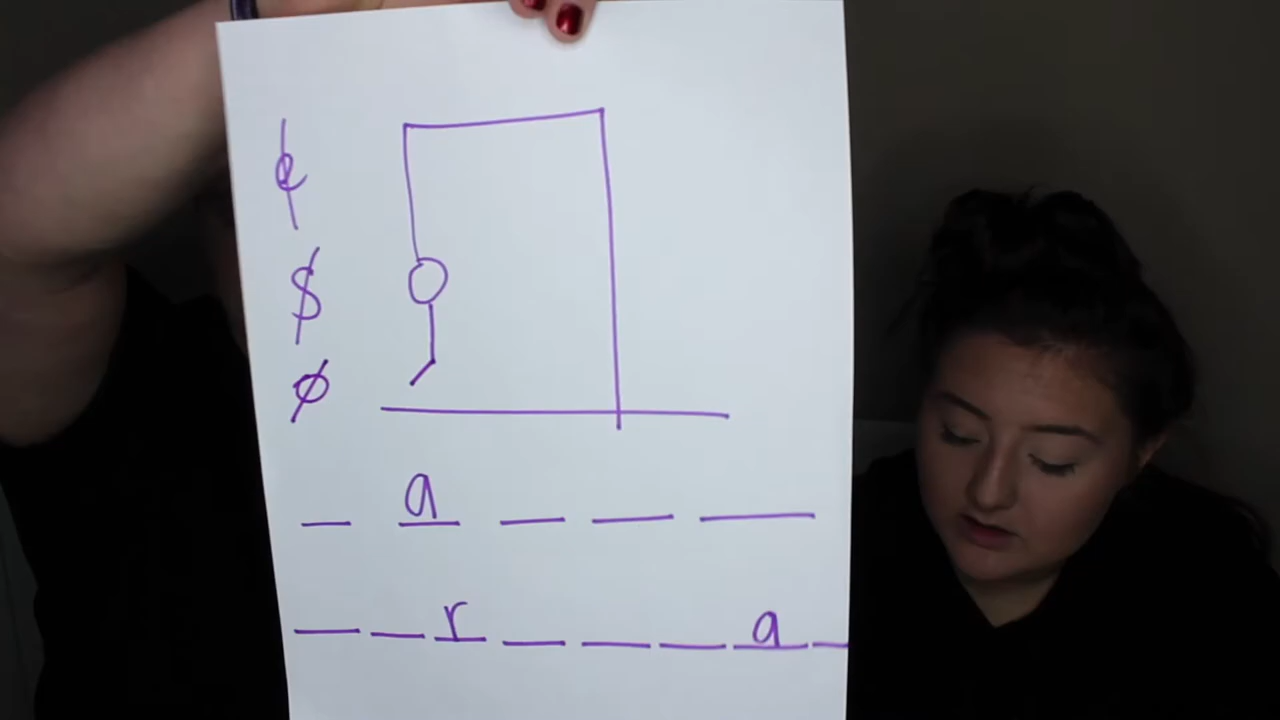 e
s
o
_ a _ _ _
_ _ r _ _ _ a _